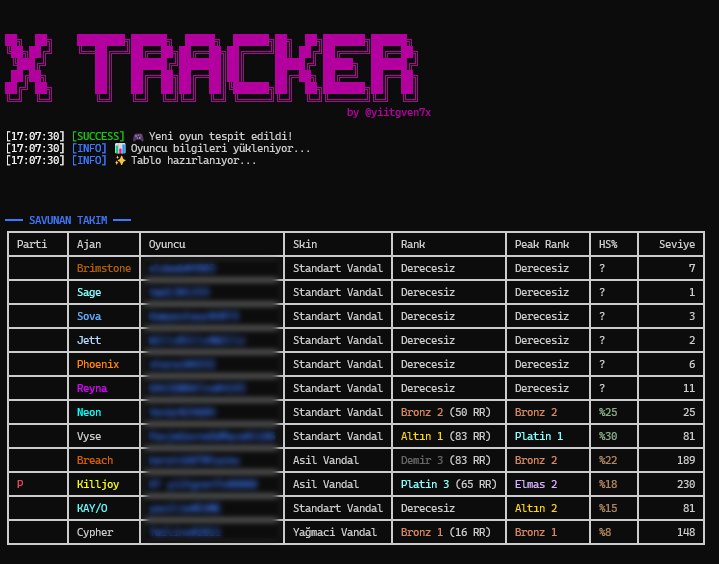 X TRACKER
by @yiitgven7x
[17:07:30] [SUCCESS] 🎮 Yeni oyun tespit edildi!
[17:07:30] [INFO] 📊 Oyuncu bilgileri yükleniyor...
[17:07:30] [INFO] ✨ Tablo hazırlanıyor...
SAVUNAN TAKIM
Parti Ajan Oyuncu Skin Rank Peak Rank HS% Seviye
Brimstone Standart Vandal Derecesiz Derecesiz ? 7
Sage Standart Vandal Derecesiz Derecesiz ? 1
Sova Standart Vandal Derecesiz Derecesiz ? 3
Jett Standart Vandal Derecesiz Derecesiz ? 2
Phoenix Standart Vandal Derecesiz Derecesiz ? 6
Reyna Standart Vandal Derecesiz Derecesiz ? 11
Neon Standart Vandal Bronz 2 (50 RR) Bronz 2 %25 25
Vyse Standart Vandal Altın 1 (83 RR) Platin 1 %30 81
Breach Asil Vandal Demir 3 (83 RR) Bronz 2 %22 189
P Killjoy Asil Vandal Platin 3 (65 RR) Elmas 2 %18 230
KAY/O Standart Vandal Derecesiz Altın 2 %15 81
Cypher Yağmaci Vandal Bronz 1 (16 RR) Bronz 1 %8 148